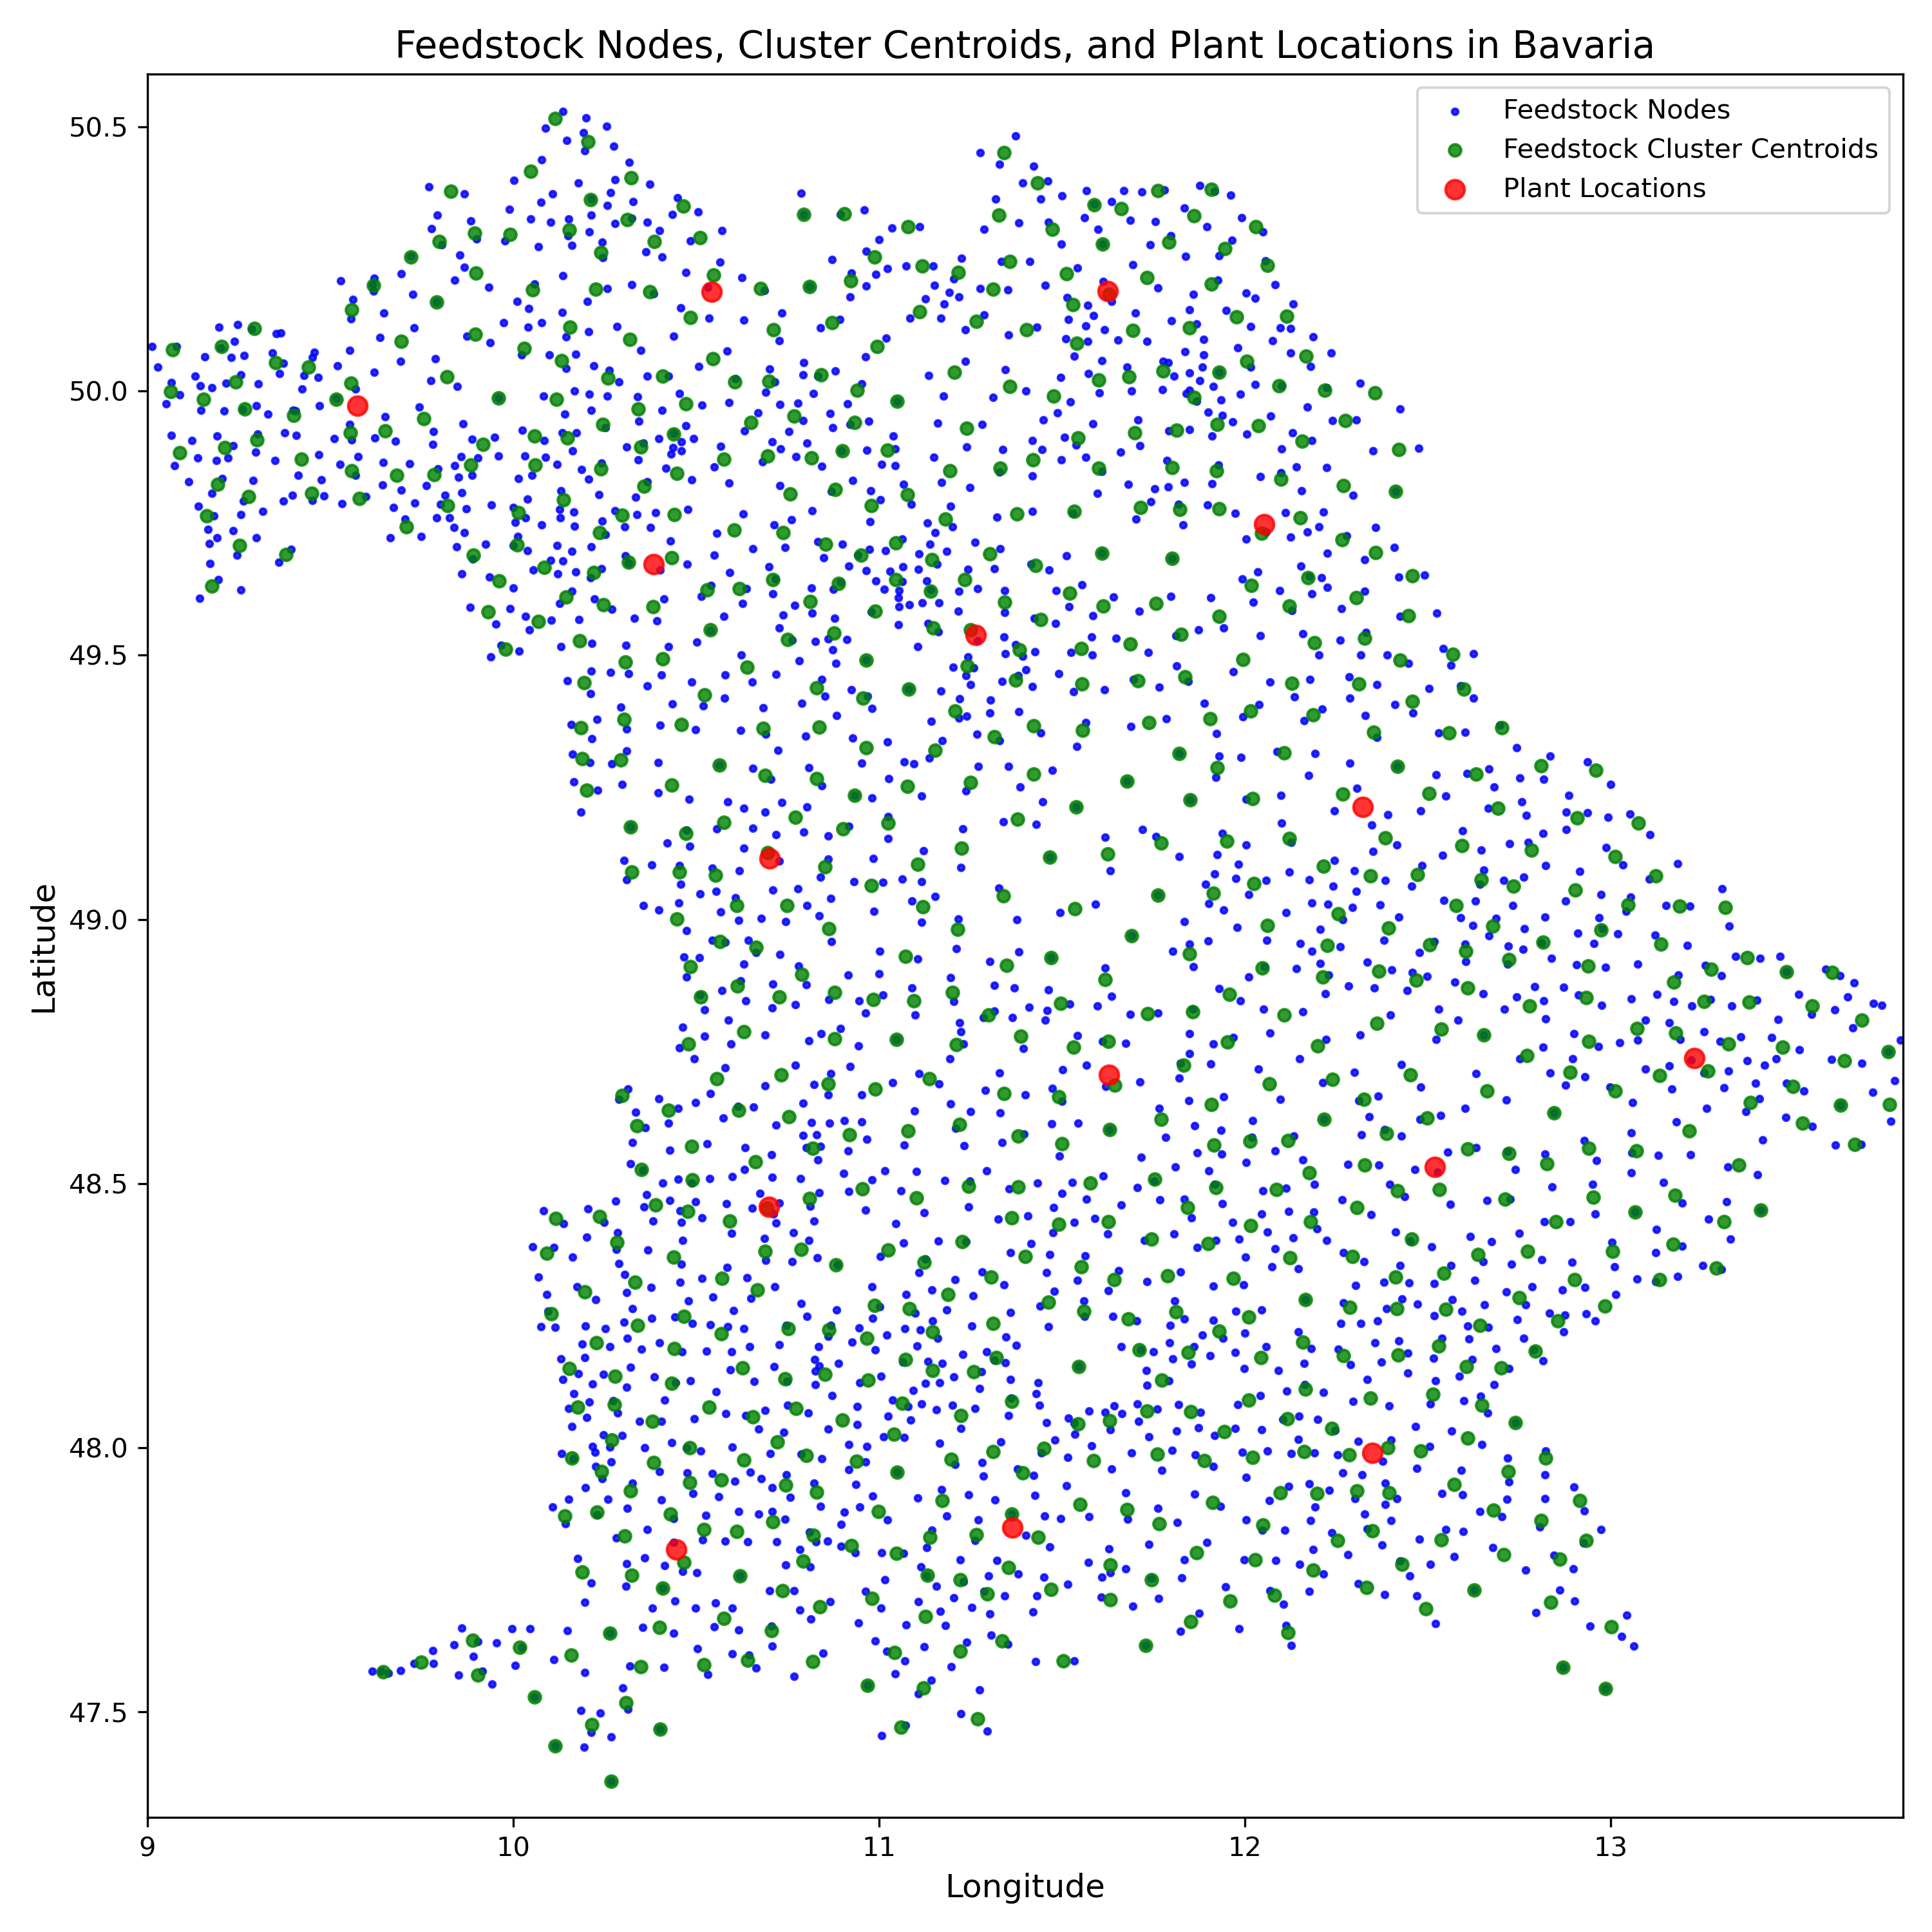 Feedstock Nodes, Cluster Centroids, and Plant Locations in Bavaria
Feedstock Nodes
Feedstock Cluster Centroids
Plant Locations
50.5
50.0
49.5
49.0
48.5
48.0
47.5
Latitude
9
10
11
12
13
Longitude